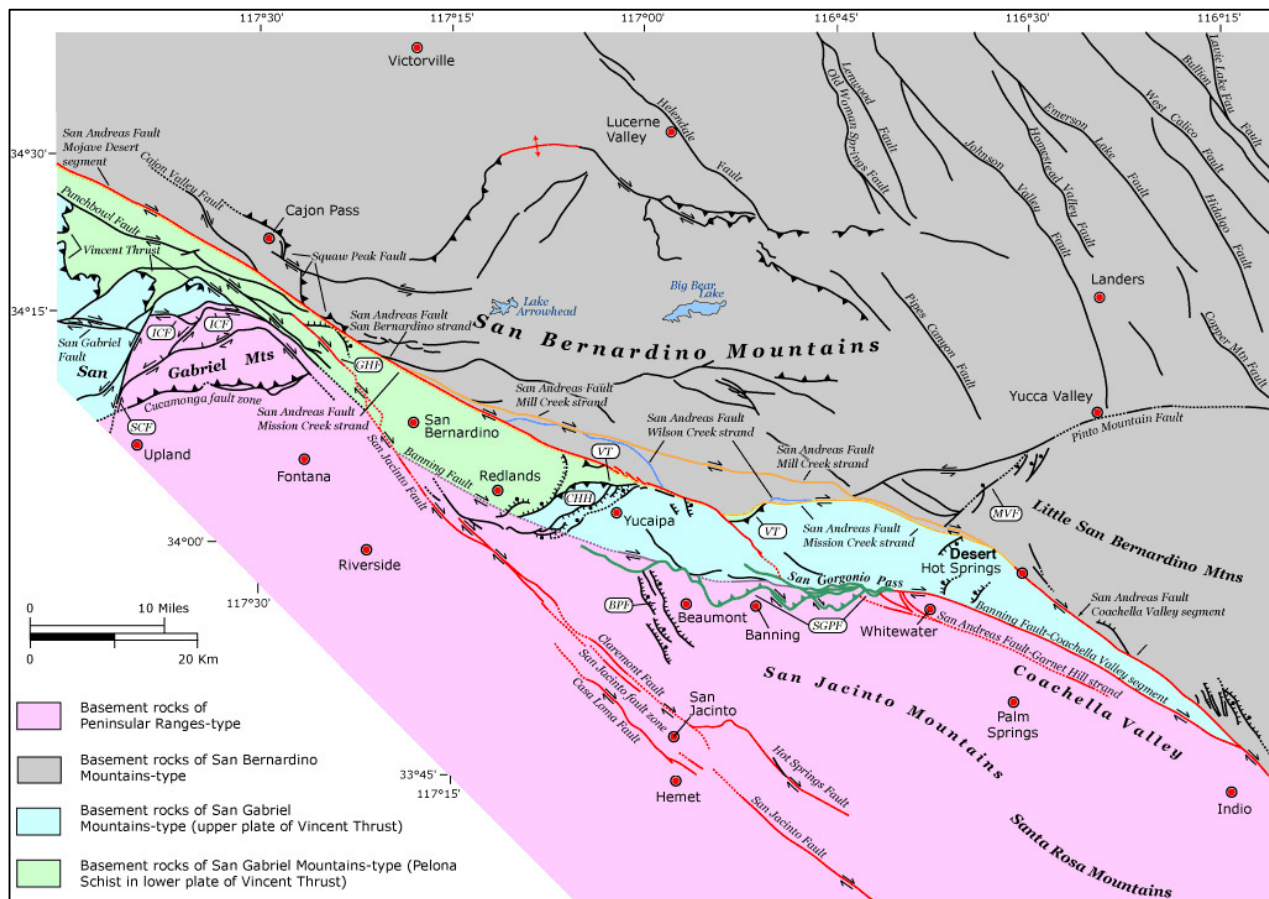 117°30'
117°15'
117°00'
116°45'
116°30'
116°15'
Victorville
Helendale
Fault
Lenwood
Fault
Old Woman Springs Fault
Johnson
Valley
Fault
Homestead Valley Fault
Emerson
Lake
Fault
West
Calico
Fault
Bullion
Fault
Lavic Lake Fault
Hidalgo
Fault
Lucerne
Valley
34°30'
San Andreas Fault
Mojave Desert
segment
Cajon Valley Fault
Cajon Pass
Punchbowl Fault
Vincent Thrust
Squaw Peak Fault
Landers
34°15'
Lake
Arrowhead
Big Bear
Lake
San Andreas Fault
San Bernardino strand
San Bernardino Mountains
Pipes Canyon Fault
Copper Mtn Fault
ICF
ICF
San Gabriel
Fault
San
Gabriel Mts
GHF
Cucamonga fault zone
San Andreas Fault
Mission Creek strand
San Andreas Fault
Mill Creek strand
San Andreas Fault
Wilson Creek strand
Yucca Valley
Pinto Mountain Fault
SCF
Upland
San
Bernardino
Fontana
San Jacinto Fault
Banning Fault
VT
San Andreas Fault
Mill Creek strand
Redlands
CHH
Yucaipa
VT
San Andreas Fault
Mission Creek strand
MVF
Little San Bernardino Mtns
34°00'
Riverside
Desert
Hot Springs
San Gorgonio Pass
San Andreas Fault
Coachella Valley segment
117°30'
0 10 Miles
0 20 Km
BPF
Beaumont
Banning
SGPF
Whitewater
Banning Fault-Coachella Valley segment
San Andreas Fault-Garnet Hill strand
Coachella Valley
Claremont Fault
San Jacinto fault zone
Casa Loma Fault
San
Jacinto
San Jacinto Mountains
Palm
Springs
Hot Springs Fault
33°45'
117°15'
Hemet
San Jacinto Fault
Indio
Santa Rosa Mountains
Basement rocks of
Peninsular Ranges-type
Basement rocks of San Bernardino
Mountains-type
Basement rocks of San Gabriel
Mountains-type (upper plate of Vincent Thrust)
Basement rocks of San Gabriel Mountains-type (Pelona
Schist in lower plate of Vincent Thrust)